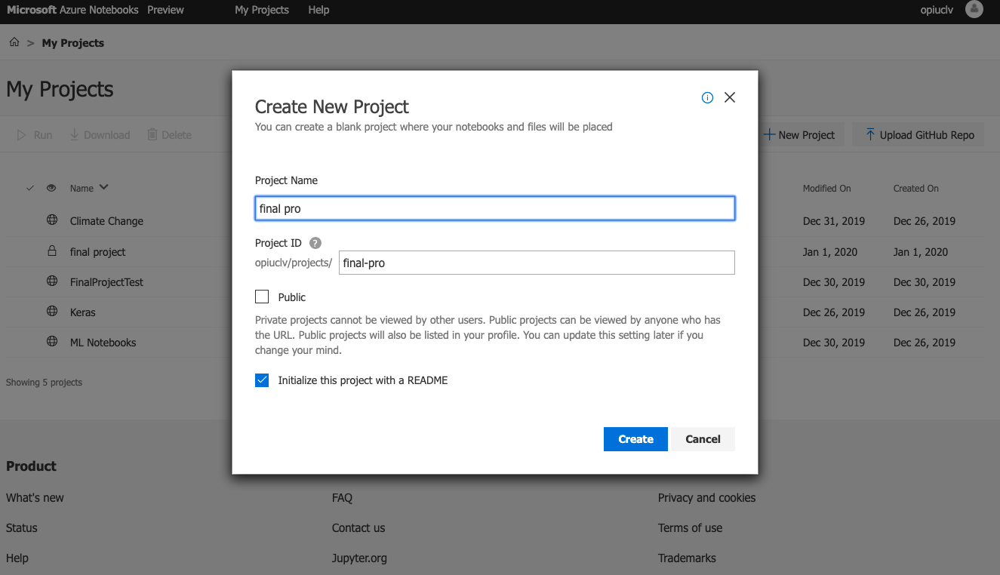 Microsoft Azure Notebooks Preview My Projects Help opiuclv
> My Projects
My Projects
Run Download Delete New Project Upload GitHub Repo
Name Modified On Created On
Climate Change Dec 31, 2019 Dec 26, 2019
final project Jan 1, 2020 Jan 1, 2020
FinalProjectTest Dec 30, 2019 Dec 30, 2019
Keras Dec 26, 2019 Dec 26, 2019
ML Notebooks Dec 30, 2019 Dec 26, 2019
Showing 5 projects
Create New Project
You can create a blank project where your notebooks and files will be placed
Project Name
final pro
Project ID ?
opiuclv/projects/ final-pro
Public
Private projects cannot be viewed by other users. Public projects can be viewed by anyone who has
the URL. Public projects will also be listed in your profile. You can update this setting later if you
change your mind.
Initialize this project with a README
Create Cancel
Product
What's new FAQ Privacy and cookies
Status Contact us Terms of use
Help Jupyter.org Trademarks